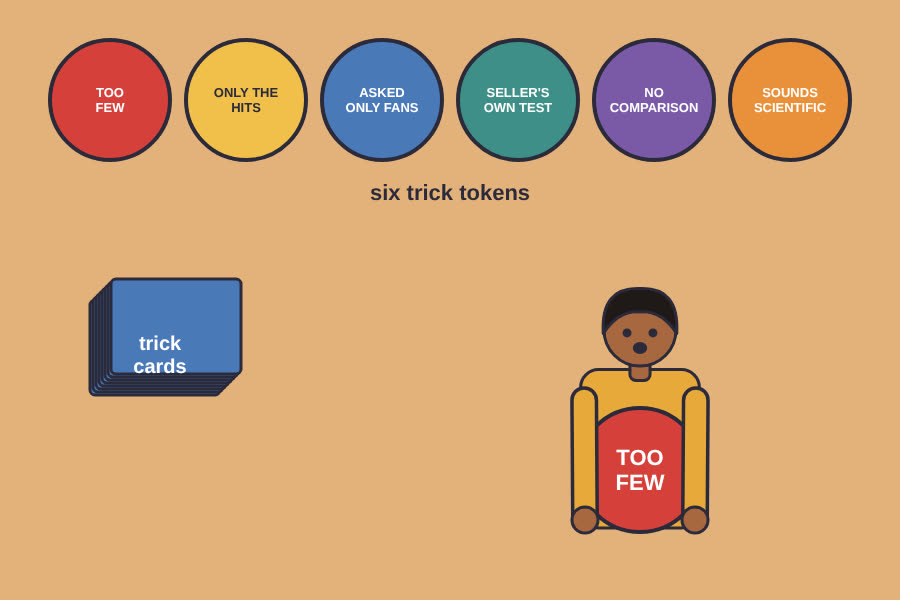 TOO
FEW
ONLY THE
HITS
ASKED
ONLY FANS
SELLER'S
OWN TEST
NO
COMPARISON
SOUNDS
SCIENTIFIC
six trick tokens
trick
cards
TOO
FEW